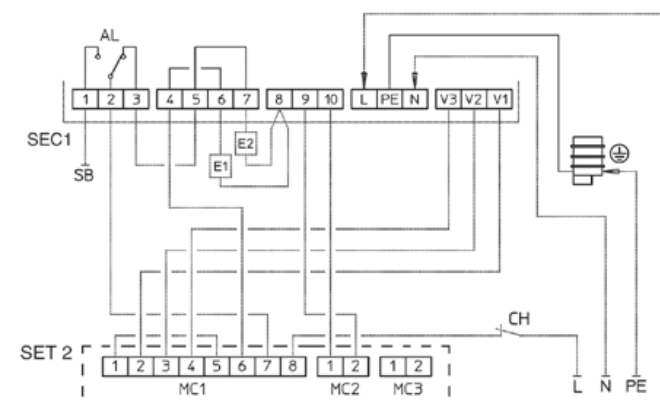 AL
1 2 3 4 5 6 7 8 9 10 L PE N V3 V2 V1
SEC1
E2
E1
SB
CH
SET 2
1 2 3 4 5 6 7 8 1 2 1 2
MC1 MC2 MC3
L N PE